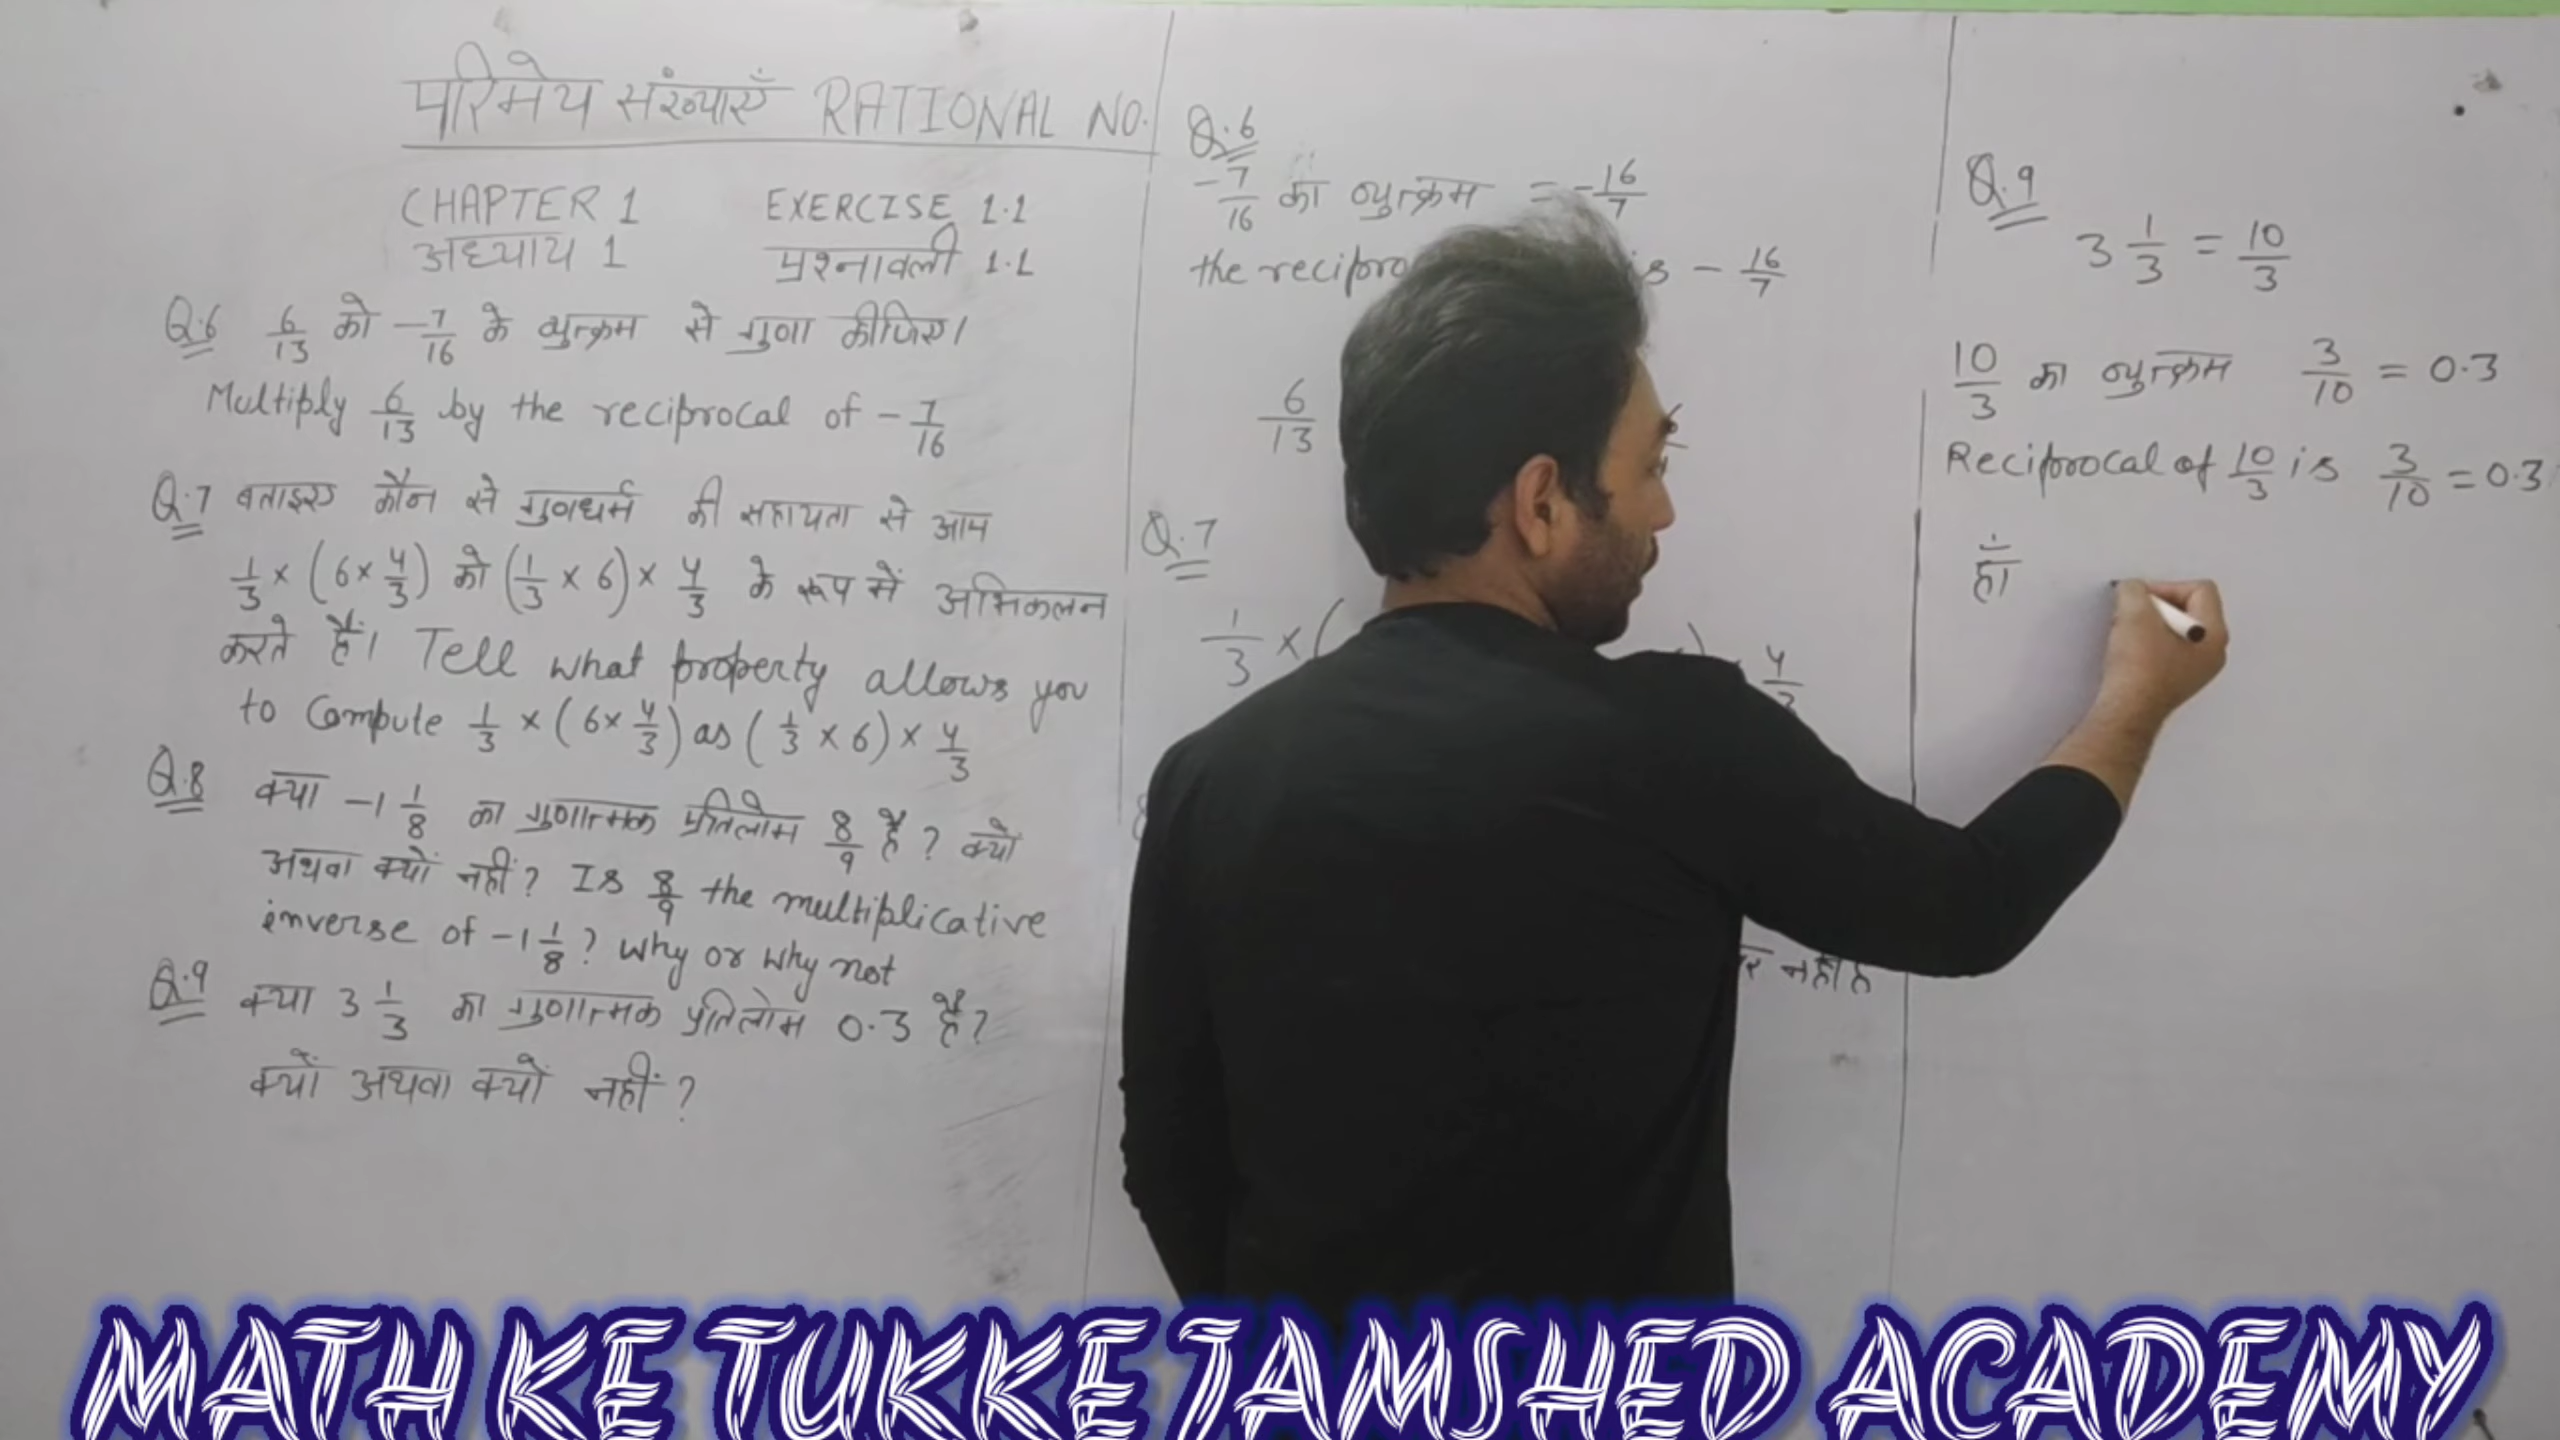 परिमेय संख्याएँ RATIONAL NO.
CHAPTER 1 EXERCISE 1.1
अध्याय 1 प्रश्नावली 1.1
Q.6 6/13 को -7/16 के व्युत्क्रम से गुणा कीजिए।
Multiply 6/13 by the reciprocal of -7/16
Q.7 बताइए कौन से गुणधर्म की सहायता से आप
1/3 × (6 × 4/3) को (1/3 × 6) × 4/3 के रूप में अभिकलन
करते हैं। Tell what property allows you
to Compute 1/3 × (6 × 4/3) as (1/3 × 6) × 4/3
Q.8 क्या -1 1/8 का गुणात्मक प्रतिलोम 8/9 है? क्यों
अथवा क्यों नहीं? Is 8/9 the multiplicative
inverse of -1 1/8? Why or Why not
Q.9 क्या 3 1/3 का गुणात्मक प्रतिलोम 0.3 है?
क्यों अथवा क्यों नहीं?
Q.6
-7/16 का व्युत्क्रम = -16/7
the is - 16/7
6/13
Q.7
1/3 × ( ) 4/3
नहीं है
Q.9
3 1/3 = 10/3
10/3 का व्युत्क्रम 3/10 = 0.3
Reciprocal of 10/3 is 3/10 = 0.3
हाँ
MATH KE TUKKE JAMSHED ACADEMY